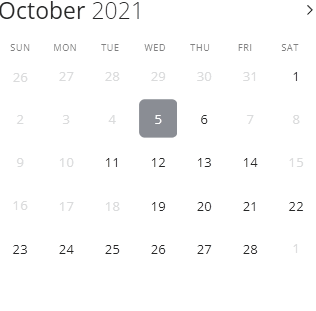 October 2021
SUN MON TUE WED THU FRI SAT
26 27 28 29 30 31 1
2 3 4 5 6 7 8
9 10 11 12 13 14 15
16 17 18 19 20 21 22
23 24 25 26 27 28 1